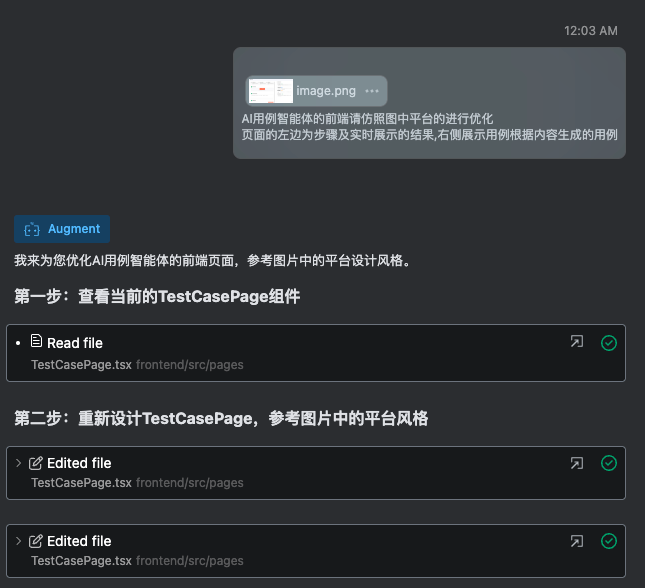 12:03 AM
image.png
AI用例智能体的前端请仿照图中平台的进行优化
页面的左边为步骤及实时展示的结果,右侧展示用例根据内容生成的用例
Augment
我来为您优化AI用例智能体的前端页面，参考图片中的平台设计风格。
第一步：查看当前的TestCasePage组件
Read file
TestCasePage.tsx frontend/src/pages
第二步：重新设计TestCasePage，参考图片中的平台风格
Edited file
TestCasePage.tsx frontend/src/pages
Edited file
TestCasePage.tsx frontend/src/pages